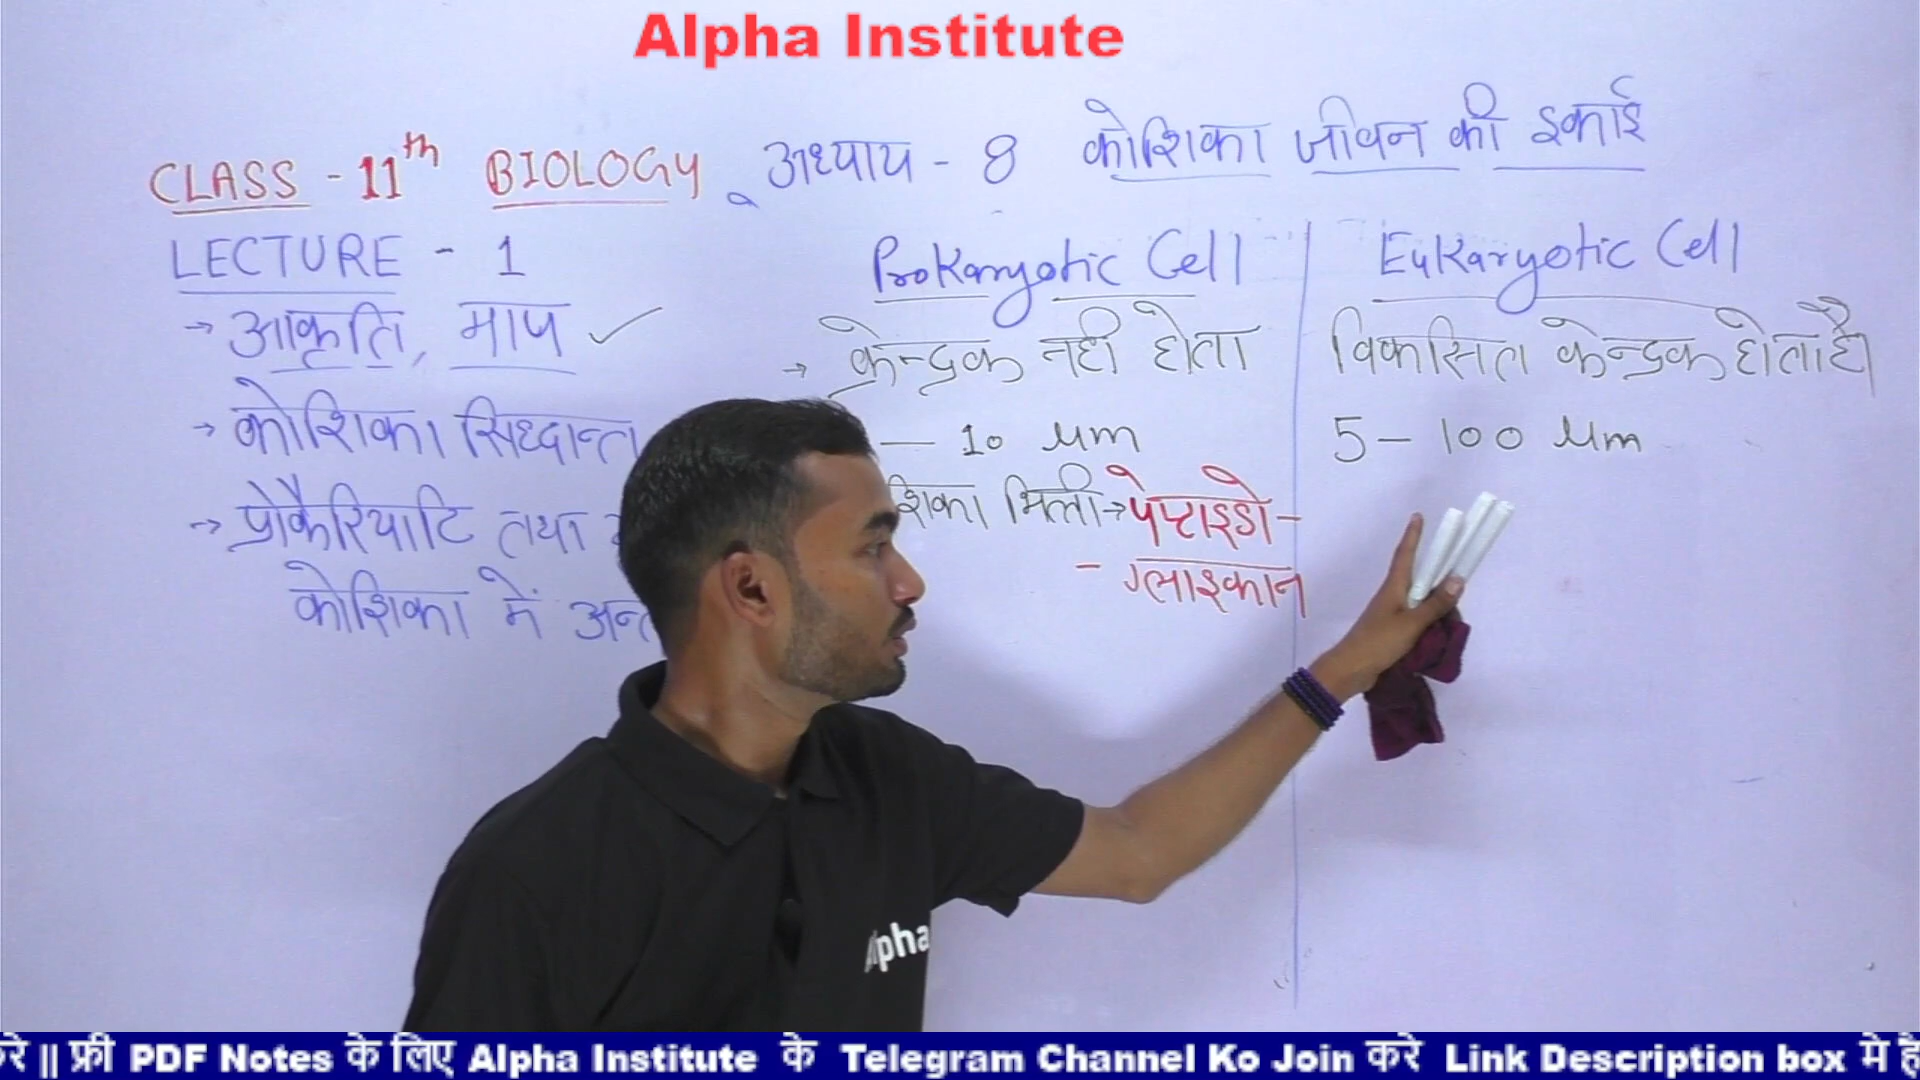 Alpha Institute
CLASS - 11th BIOLOGY, अध्याय - 8 कोशिका जीवन की इकाई
LECTURE - 1
→ आकृति, माप ✓
→ कोशिका सिध्दान्त
→ प्रोकैरियाटि तथा
कोशिका में
Prokaryotic Cell
→ केन्द्रक नही होता
— 10 μm
भित्ती → पेप्टाइडो -
- ग्लाइकान
Eukaryotic Cell
विकसित केन्द्रक होता है।
5 - 100 μm
Alpha
|| फ्री PDF Notes के लिए Alpha Institute के Telegram Channel Ko Join करे Link Description box मे है